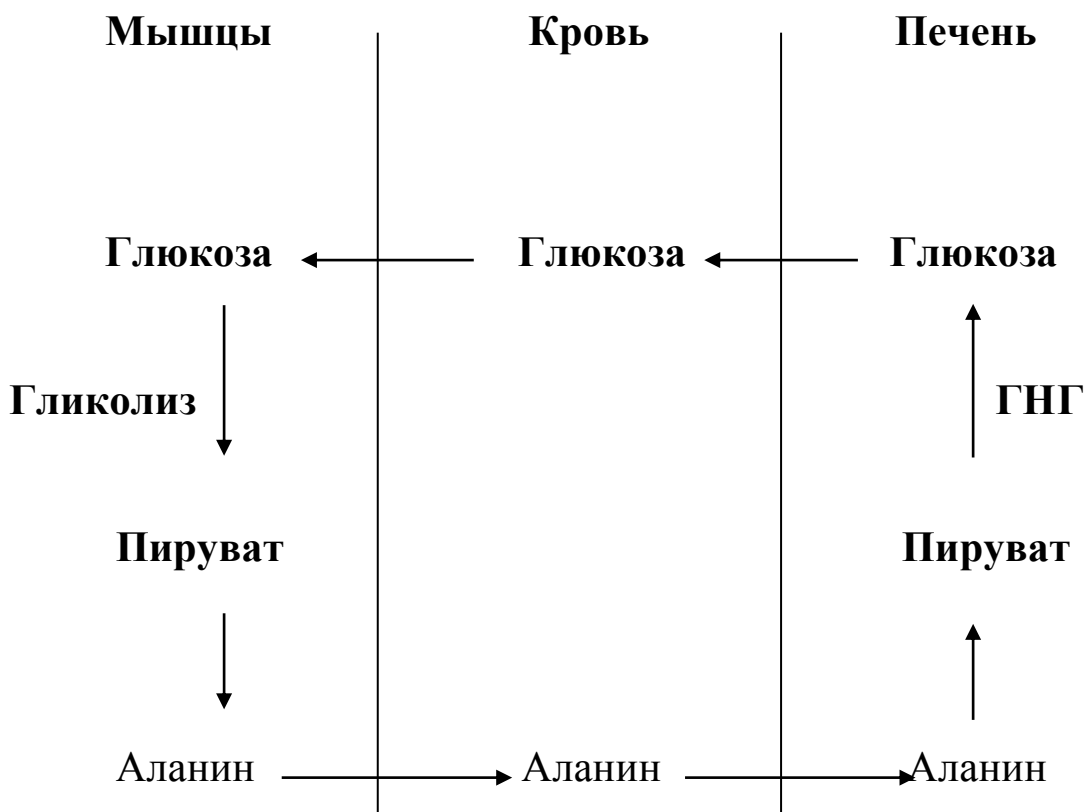 Мышцы Кровь Печень
Глюкоза Глюкоза Глюкоза
Гликолиз ГНГ
Пируват Пируват
Аланин Аланин Аланин